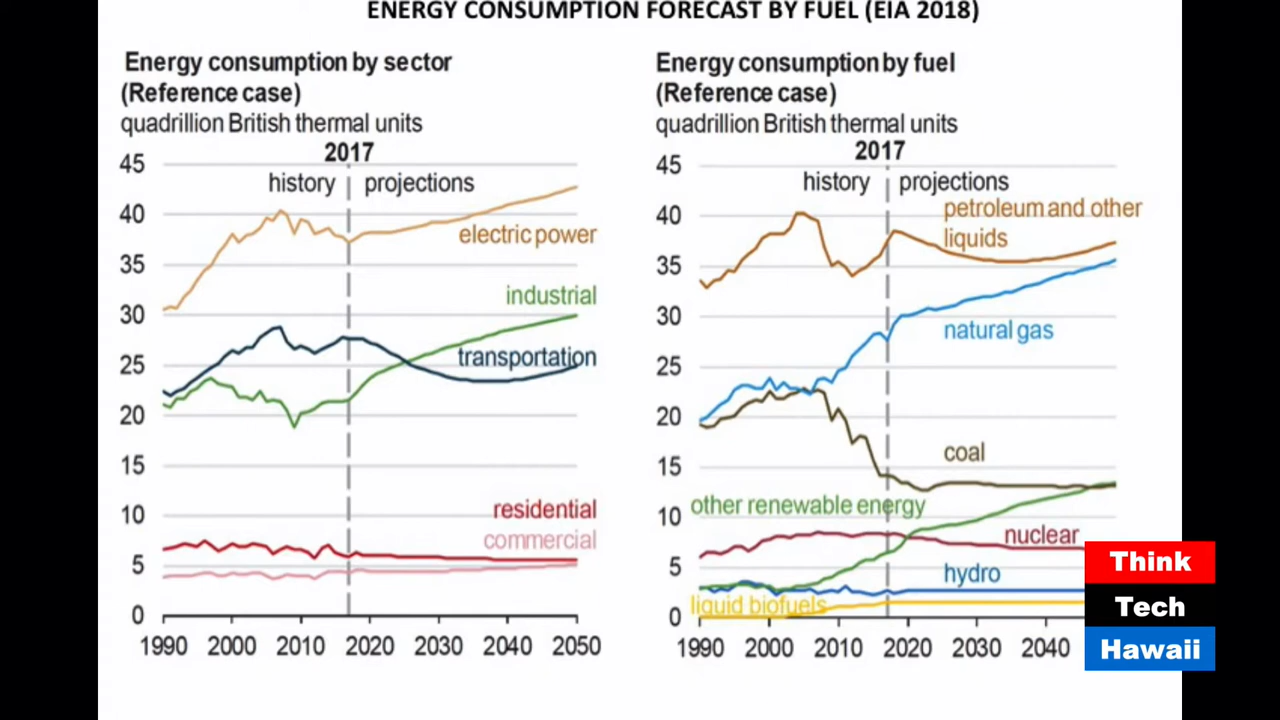 ENERGY CONSUMPTION FORECAST BY FUEL (EIA 2018)
Energy consumption by sector
(Reference case)
quadrillion British thermal units
2017
history
projections
45
40
35
30
25
20
15
10
5
0
electric power
industrial
transportation
residential
commercial
1990 2000 2010 2020 2030 2040 2050
Energy consumption by fuel
(Reference case)
quadrillion British thermal units
2017
history
projections
45
40
35
30
25
20
15
10
5
0
petroleum and other
liquids
natural gas
coal
other renewable energy
nuclear
hydro
liquid biofuels
1990 2000 2010 2020 2030 2040
Think
Tech
Hawaii